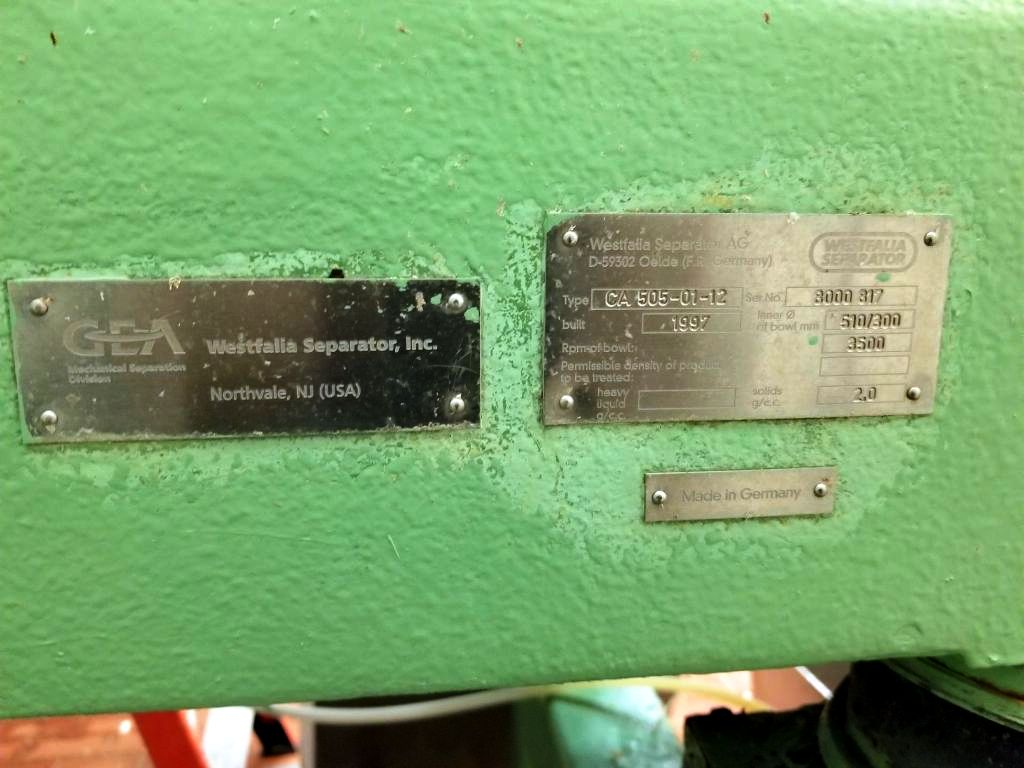 GEA
Mechanical Separation
Division
Westfalia Separator, Inc.
Northvale, NJ (USA)
Westfalia Separator AG
D-59302 Oelde (F.R. Germany)
WESTFALIA
SEPARATOR
Type CA 505-01-12 Ser.No. 8000 817
built 1997 Inner Ø
of bowl mm 510/300
Rpm of bowl: 3500
Permissible density of product
to be treated:
heavy
liquid
g/c.c. solids
g/c.c. 2,0
Made in Germany